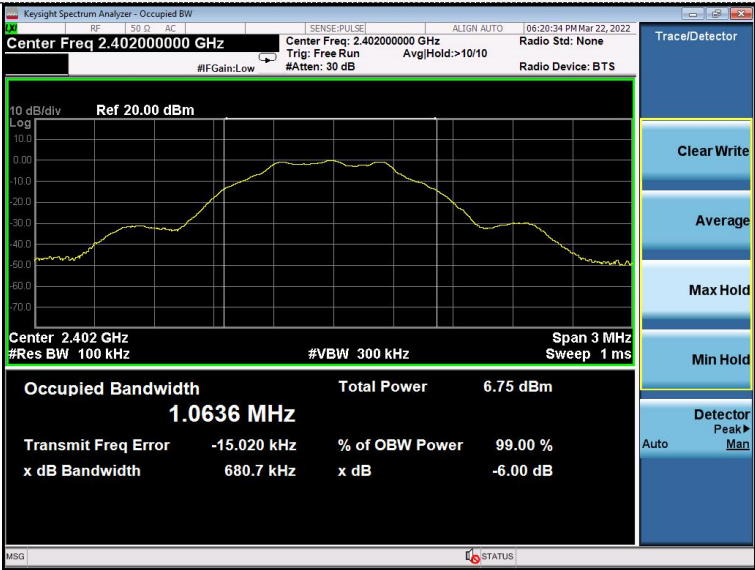 Keysight Spectrum Analyzer - Occupied BW
RF 50 Ω AC SENSE:PULSE ALIGN AUTO 06:20:34 PM Mar 22, 2022
Center Freq 2.402000000 GHz
Center Freq: 2.402000000 GHz Radio Std: None
Trig: Free Run Avg|Hold:>10/10
#IFGain:Low #Atten: 30 dB Radio Device: BTS
10 dB/div Ref 20.00 dBm
Log
10.0
0.00
-10.0
-20.0
-30.0
-40.0
-50.0
-60.0
-70.0
Center 2.402 GHz Span 3 MHz
#Res BW 100 kHz #VBW 300 kHz Sweep 1 ms
Occupied Bandwidth Total Power 6.75 dBm
1.0636 MHz
Transmit Freq Error -15.020 kHz % of OBW Power 99.00 %
x dB Bandwidth 680.7 kHz x dB -6.00 dB
MSG STATUS
Trace/Detector
Clear Write
Average
Max Hold
Min Hold
Detector
Peak▶
Auto Man